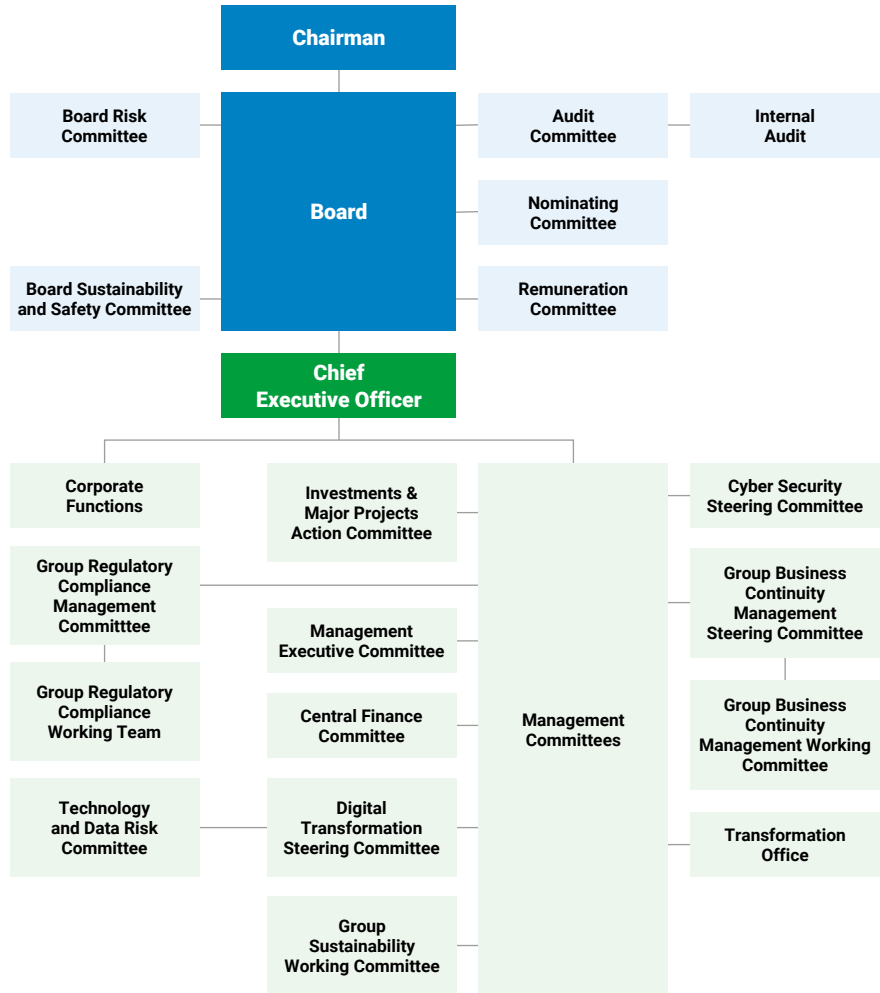 Chairman
Board Risk
Committee
Board
Audit
Committee
Internal
Audit
Nominating
Committee
Board Sustainability
and Safety Committee
Remuneration
Committee
Chief
Executive Officer
Corporate
Functions
Investments &
Major Projects
Action Committee
Cyber Security
Steering Committee
Group Regulatory
Compliance
Management
Committtee
Management
Executive Committee
Group Business
Continuity
Management
Steering Committee
Group Regulatory
Compliance
Working Team
Central Finance
Committee
Management
Committees
Group Business
Continuity
Management Working
Committee
Technology
and Data Risk
Committee
Digital
Transformation
Steering Committee
Transformation
Office
Group
Sustainability
Working Committee